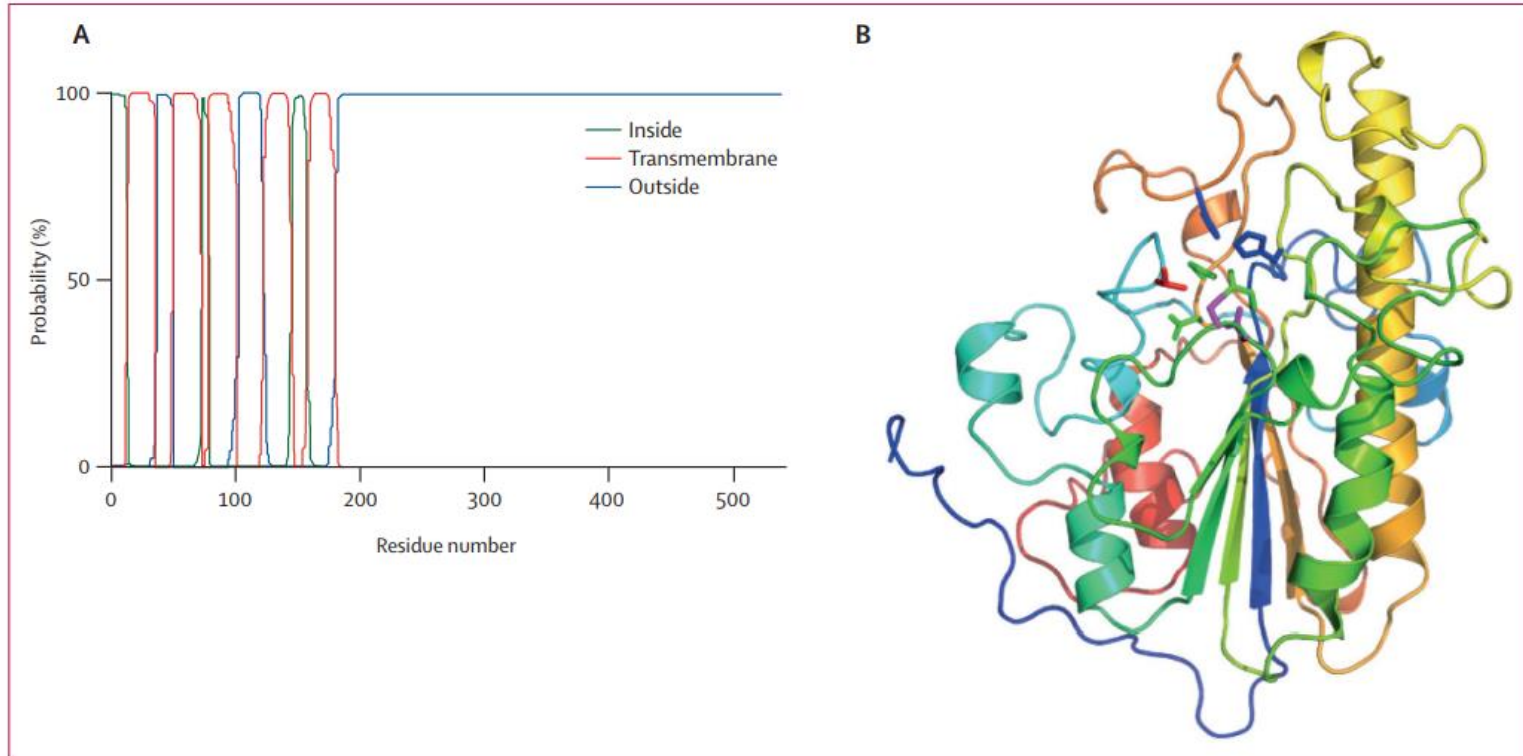 A
B
100
50
0
Probability (%)
Inside
Transmembrane
Outside
0
100
200
300
400
500
Residue number